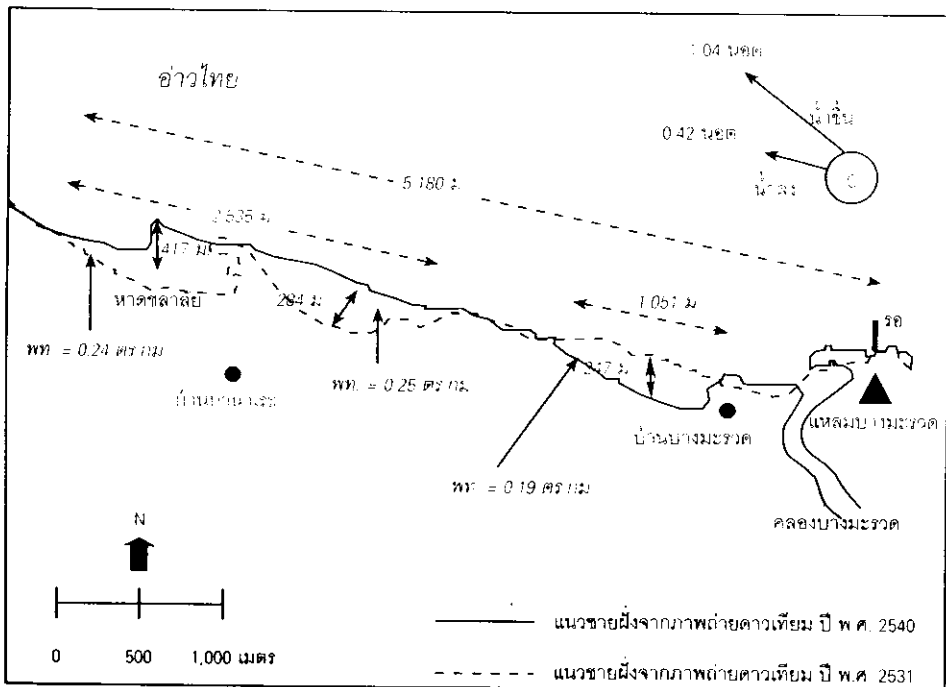 1.04 นอต
อ่าวไทย
น้ำขึ้น
0.42 นอต
5,180 ม
น้ำลง
2,635 ม
417 ม
1,051 ม
หาดชลาลัย
284 ม
รอ
พท. = 0.24 ตร กม
พท. = 0.25 ตร กม
แหลมบางมะรวด
บ้านบางมะรวด
พท. = 0.19 ตร กม
คลองบางมะรวด
N
แนวชายฝั่งจากภาพถ่ายดาวเทียม ปี พ.ศ. 2540
0 500 1,000 เมตร
แนวชายฝั่งจากภาพถ่ายดาวเทียม ปี พ.ศ. 2531